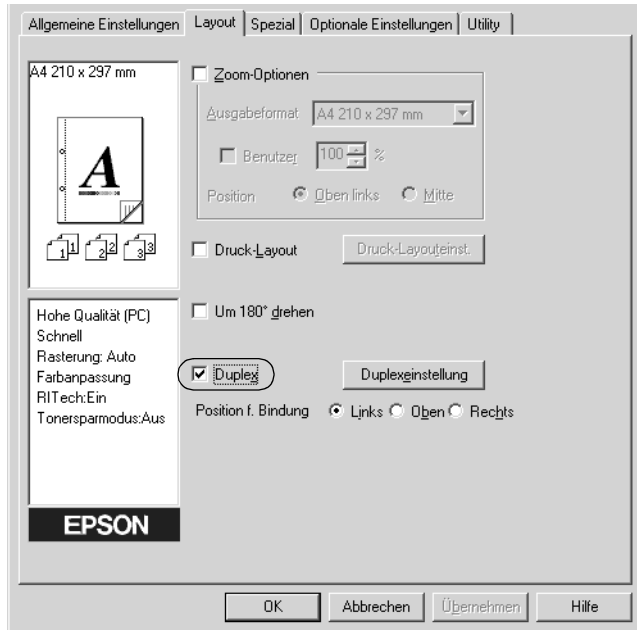 Allgemeine Einstellungen Layout Spezial Optionale Einstellungen Utility
A4 210 x 297 mm
A
1 1 2 2 3 3
Hohe Qualität (PC)
Schnell
Rasterung: Auto
Farbanpassung
RITech:Ein
Tonersparmodus:Aus
EPSON
Zoom-Optionen
Ausgabeformat A4 210 x 297 mm
Benutzer 100 %
Position Oben links Mitte
Druck-Layout Druck-Layouteinst.
Um 180° drehen
Duplex Duplexeinstellung
Position f. Bindung Links Oben Rechts
OK Abbrechen Übernehmen Hilfe